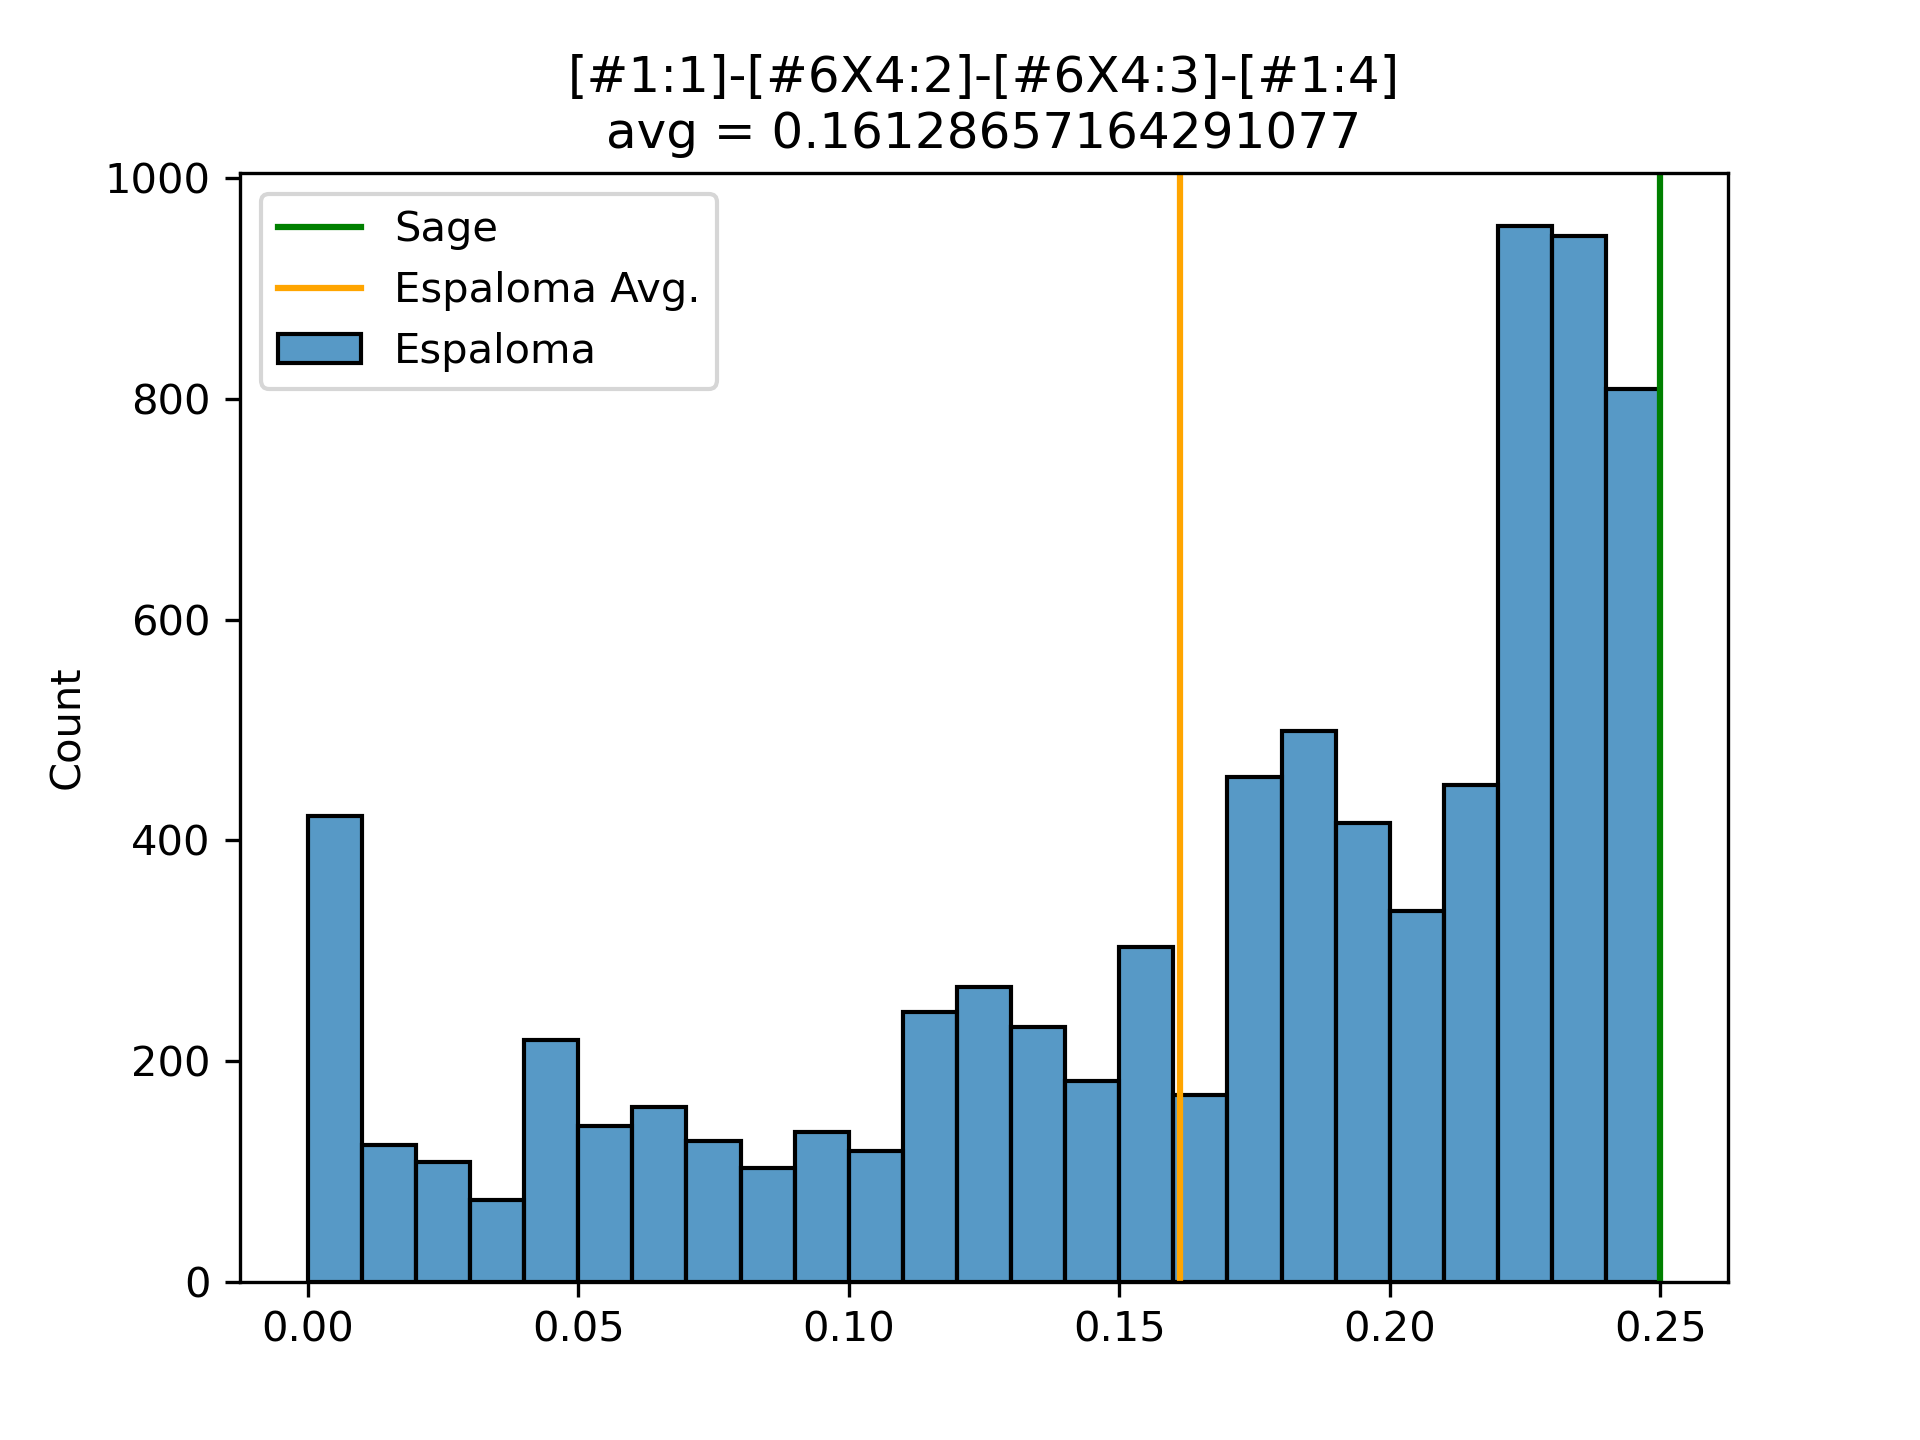 [#1:1]-[#6X4:2]-[#6X4:3]-[#1:4]
avg = 0.16128657164291077
Sage
Espaloma Avg.
Espaloma
Count
1000
800
600
400
200
0
0.00 0.05 0.10 0.15 0.20 0.25